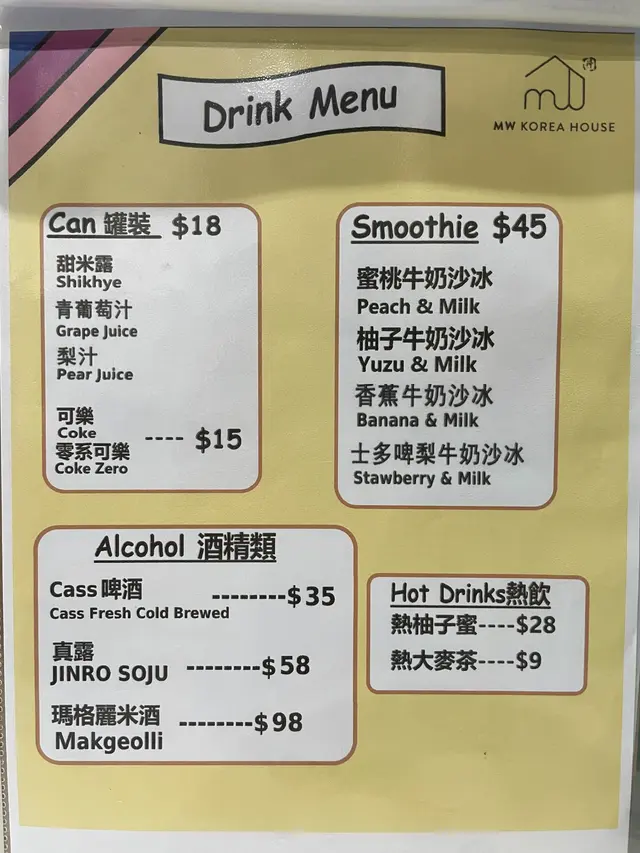 Drink Menu
MW KOREA HOUSE
Can 罐裝 $18
甜米露
Shikhye
青葡萄汁
Grape Juice
梨汁
Pear Juice
可樂
Coke
零系可樂 ---- $15
Coke Zero
Smoothie $45
蜜桃牛奶沙冰
Peach & Milk
柚子牛奶沙冰
Yuzu & Milk
香蕉牛奶沙冰
Banana & Milk
士多啤梨牛奶沙冰
Stawberry & Milk
Alcohol 酒精類
Cass啤酒 --------$35
Cass Fresh Cold Brewed
真露
JINRO SOJU --------$58
瑪格麗米酒 --------$98
Makgeolli
Hot Drinks熱飲
熱柚子蜜----$28
熱大麥茶----$9